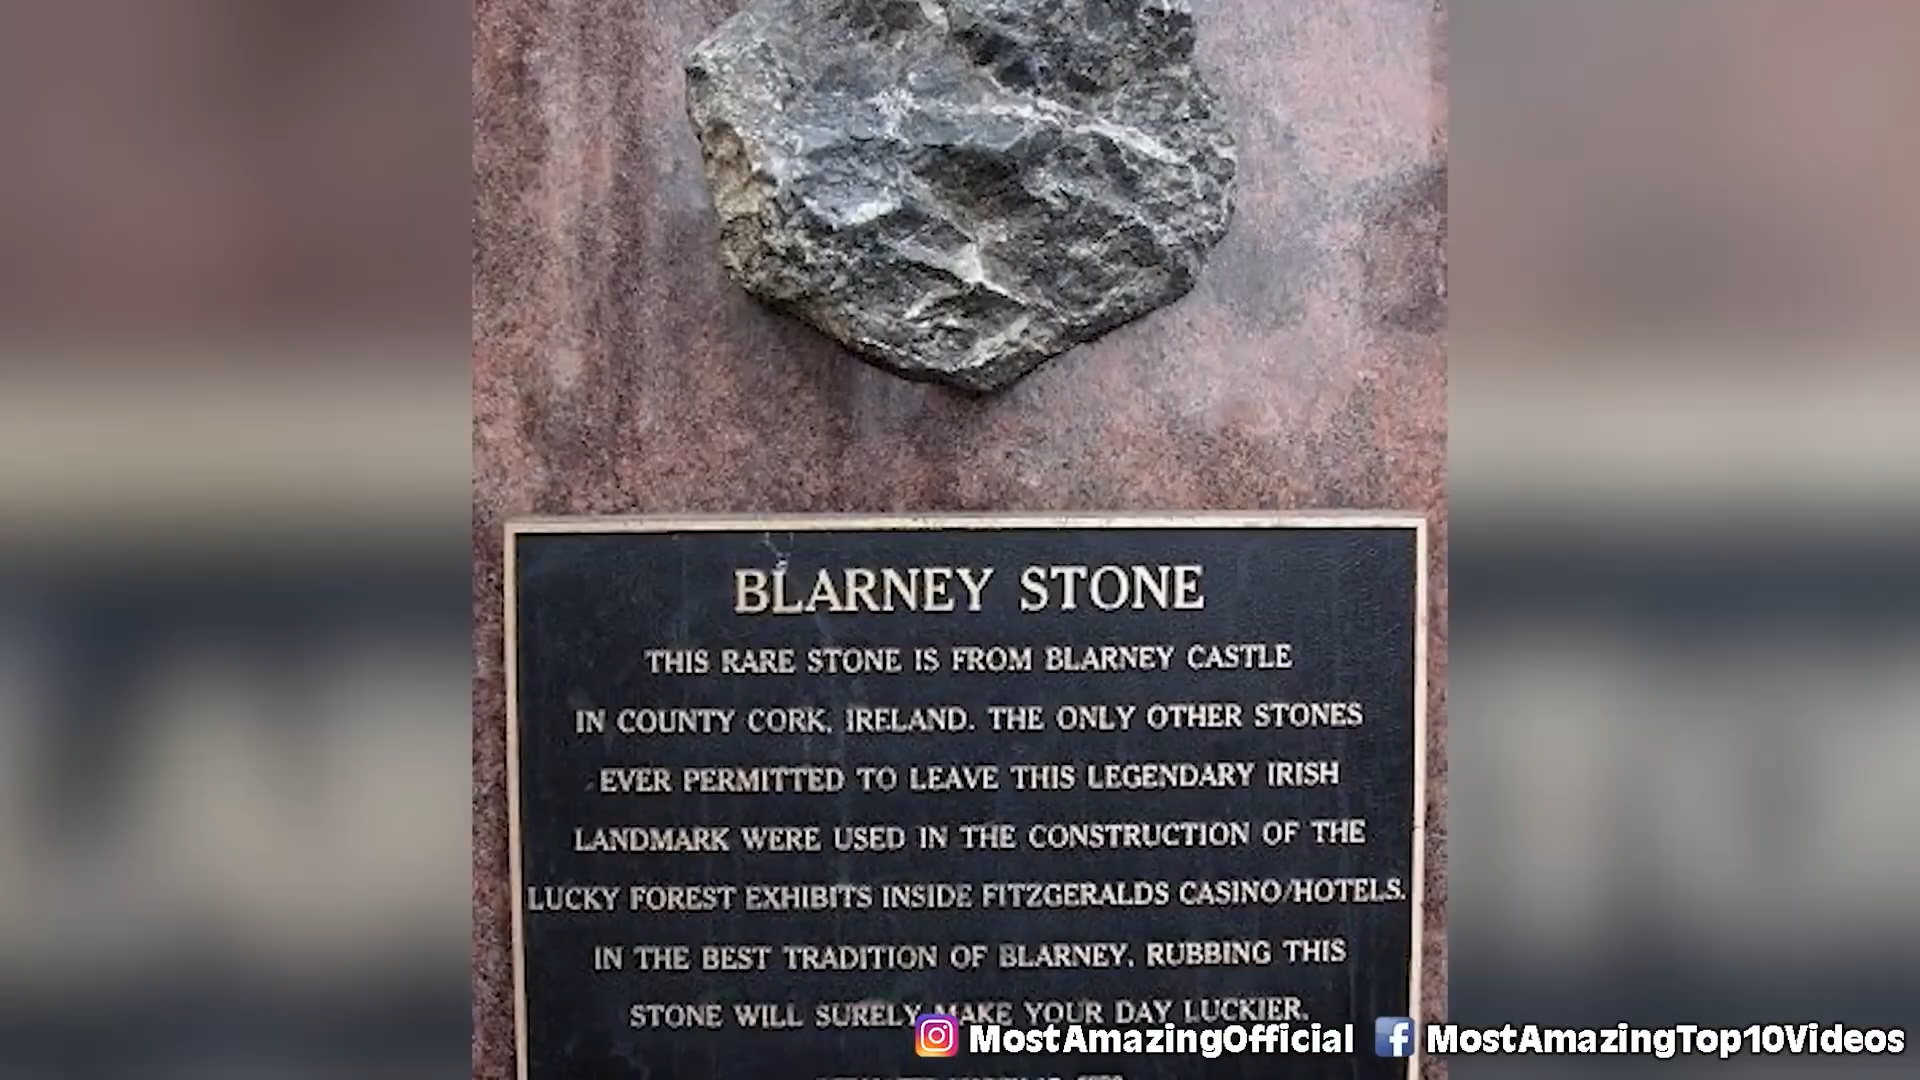 BLARNEY STONE
THIS RARE STONE IS FROM BLARNEY CASTLE
IN COUNTY CORK, IRELAND. THE ONLY OTHER STONES
EVER PERMITTED TO LEAVE THIS LEGENDARY IRISH
LANDMARK WERE USED IN THE CONSTRUCTION OF THE
LUCKY FOREST EXHIBITS INSIDE FITZGERALDS CASINO/HOTELS.
IN THE BEST TRADITION OF BLARNEY, RUBBING THIS
STONE WILL SURELY MAKE YOUR DAY LUCKIER.
MostAmazingOfficial MostAmazingTop10Videos